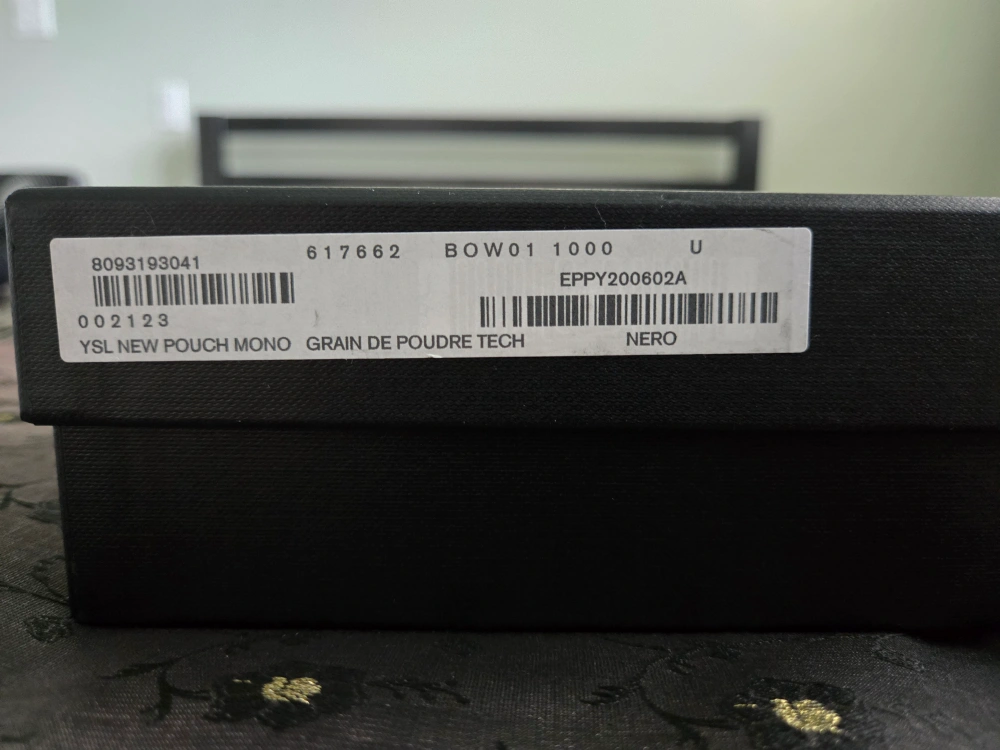 617662 BOW01 1000 U
8093193041
EPPY200602A
002123
YSL NEW POUCH MONO GRAIN DE POUDRE TECH NERO